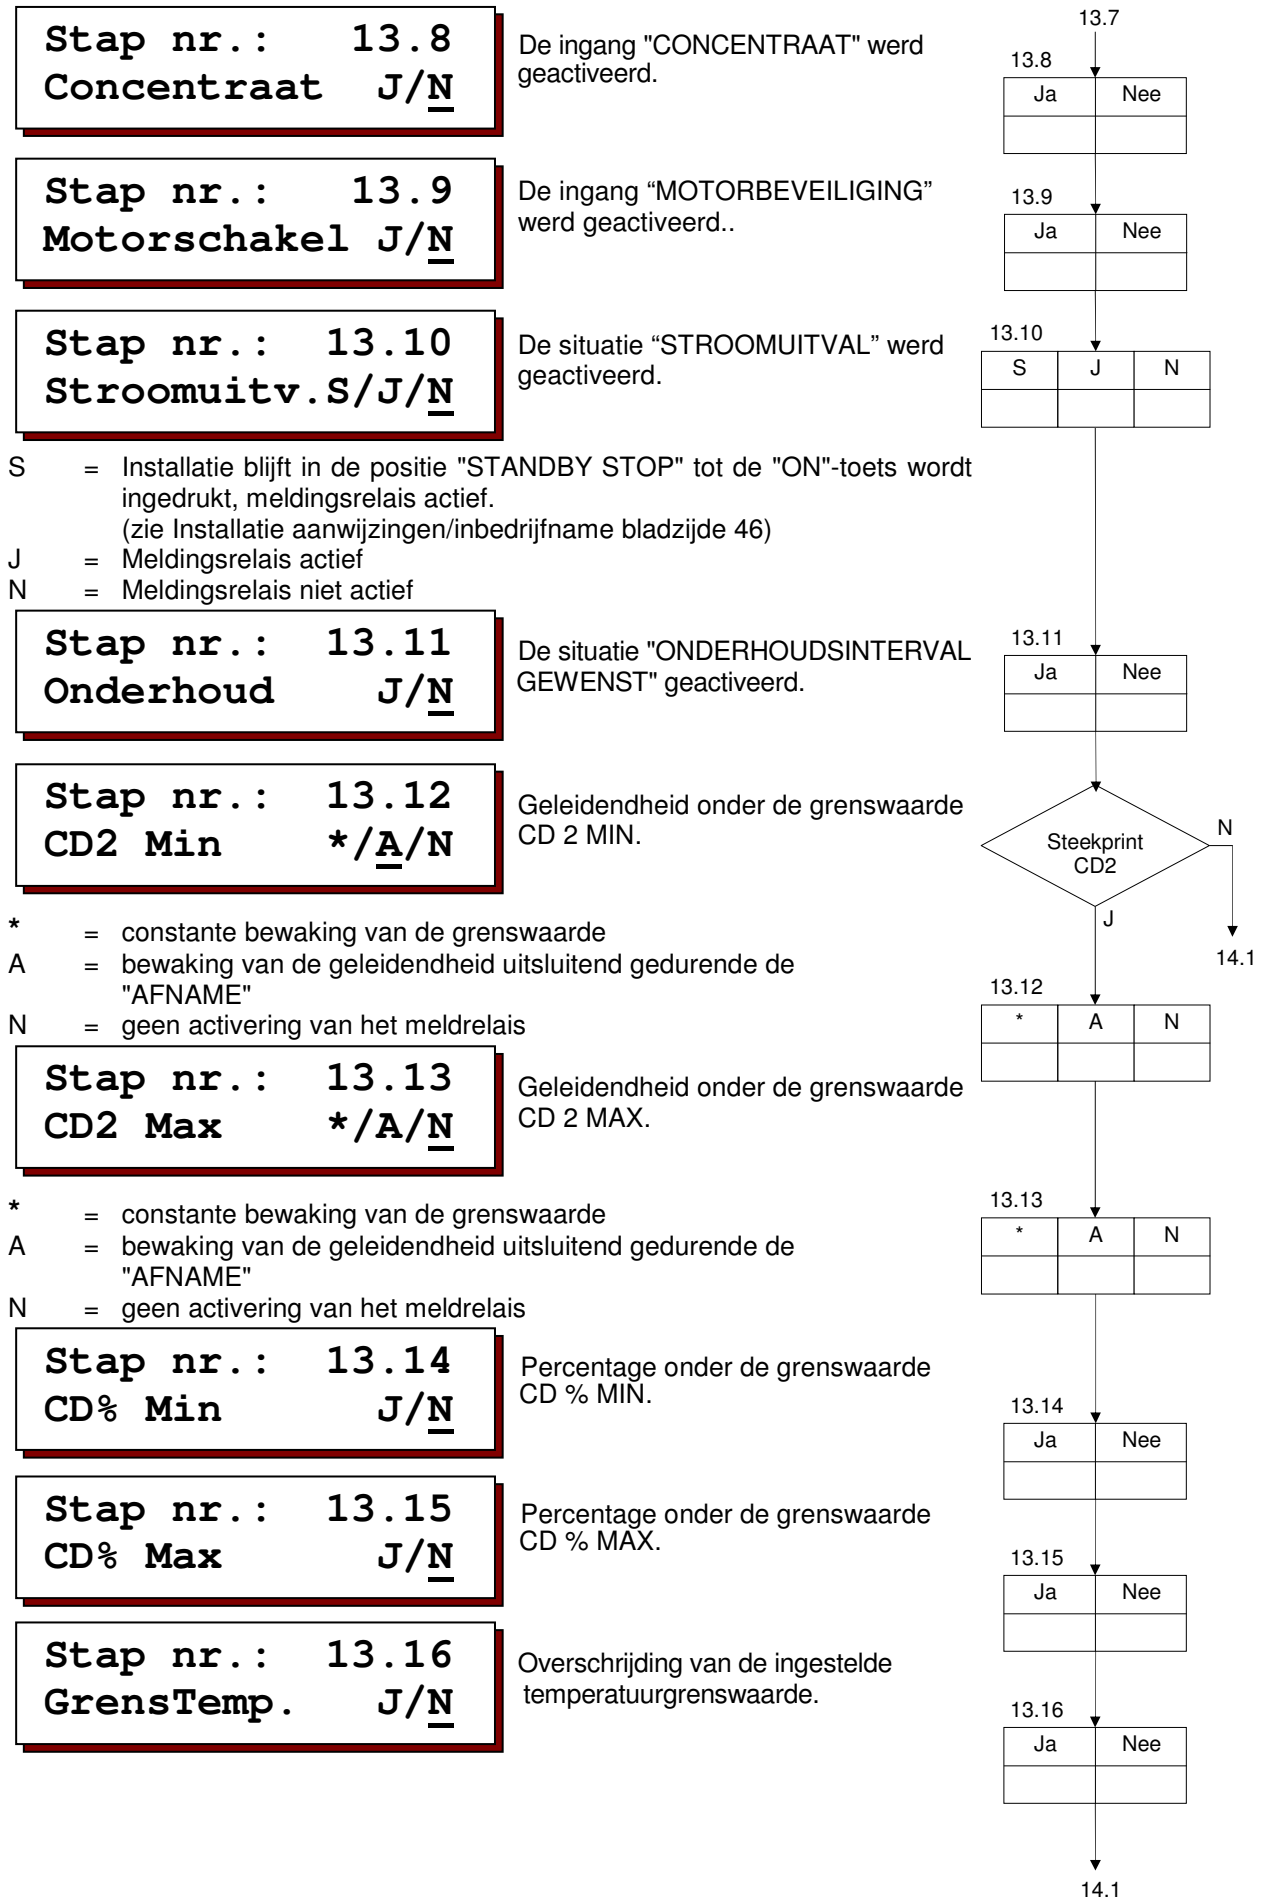 Stap nr.: 13.8
Concentraat J/N
De ingang "CONCENTRAAT" werd
geactiveerd.
Stap nr.: 13.9
Motorschakel J/N
De ingang “MOTORBEVEILIGING”
werd geactiveerd..
Stap nr.: 13.10
Stroomuitv.S/J/N
De situatie “STROOMUITVAL” werd
geactiveerd.
S = Installatie blijft in de positie "STANDBY STOP" tot de "ON"-toets wordt
ingedrukt, meldingsrelais actief.
(zie Installatie aanwijzingen/inbedrijfname bladzijde 46)
J = Meldingsrelais actief
N = Meldingsrelais niet actief
Stap nr.: 13.11
Onderhoud J/N
De situatie "ONDERHOUDSINTERVAL
GEWENST" geactiveerd.
Stap nr.: 13.12
CD2 Min */A/N
Geleidendheid onder de grenswaarde
CD 2 MIN.
* = constante bewaking van de grenswaarde
A = bewaking van de geleidendheid uitsluitend gedurende de
"AFNAME"
N = geen activering van het meldrelais
Stap nr.: 13.13
CD2 Max */A/N
Geleidendheid onder de grenswaarde
CD 2 MAX.
* = constante bewaking van de grenswaarde
A = bewaking van de geleidendheid uitsluitend gedurende de
"AFNAME"
N = geen activering van het meldrelais
Stap nr.: 13.14
CD% Min J/N
Percentage onder de grenswaarde
CD % MIN.
Stap nr.: 13.15
CD% Max J/N
Percentage onder de grenswaarde
CD % MAX.
Stap nr.: 13.16
GrensTemp. J/N
Overschrijding van de ingestelde
temperatuurgrenswaarde.
13.7
13.8
Ja Nee
13.9
Ja Nee
13.10
S J N
13.11
Ja Nee
Steekprint
CD2
N
J
14.1
13.12
* A N
13.13
* A N
13.14
Ja Nee
13.15
Ja Nee
13.16
Ja Nee
14.1